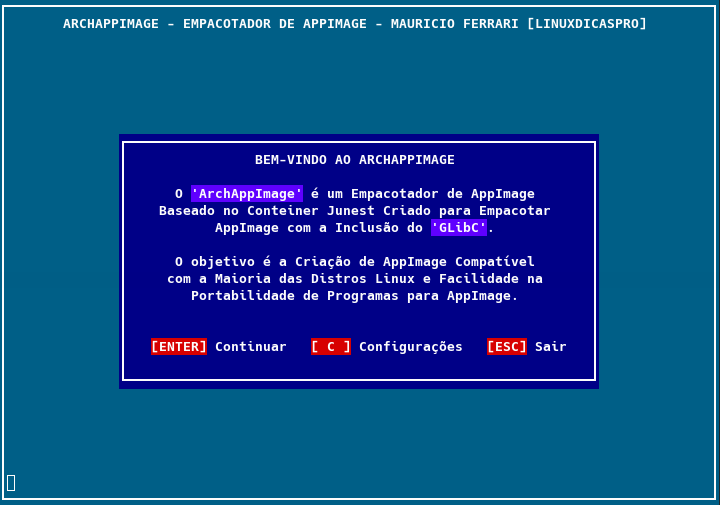 ARCHAPPIMAGE - EMPACOTADOR DE APPIMAGE - MAURICIO FERRARI [LINUXDICASPRO]
BEM-VINDO AO ARCHAPPIMAGE
O 'ArchAppImage' é um Empacotador de AppImage
Baseado no Conteiner Junest Criado para Empacotar
AppImage com a Inclusão do 'GLibC'.
O objetivo é a Criação de AppImage Compatível
com a Maioria das Distros Linux e Facilidade na
Portabilidade de Programas para AppImage.
[ENTER] Continuar [ C ] Configurações [ESC] Sair